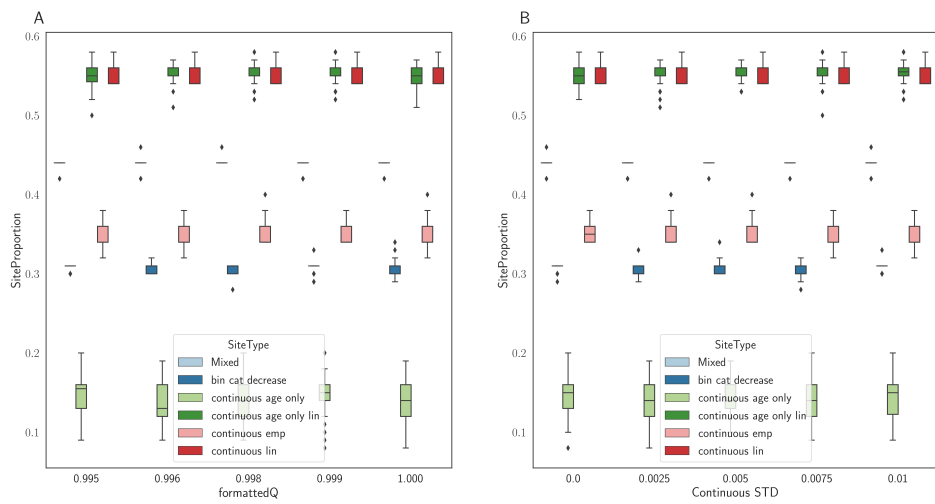 A
B
0.6
0.5
0.4
0.3
0.2
0.1
SiteProportion
0.995
0.996
0.998
0.999
1.000
formattedQ
SiteType
Mixed
bin cat decrease
continuous age only
continuous age only lin
continuous emp
continuous lin
0.6
0.5
0.4
0.3
0.2
0.1
SiteProportion
0.0
0.0025
0.005
0.0075
0.01
Continuous STD
SiteType
Mixed
bin cat decrease
continuous age only
continuous age only lin
continuous emp
continuous lin